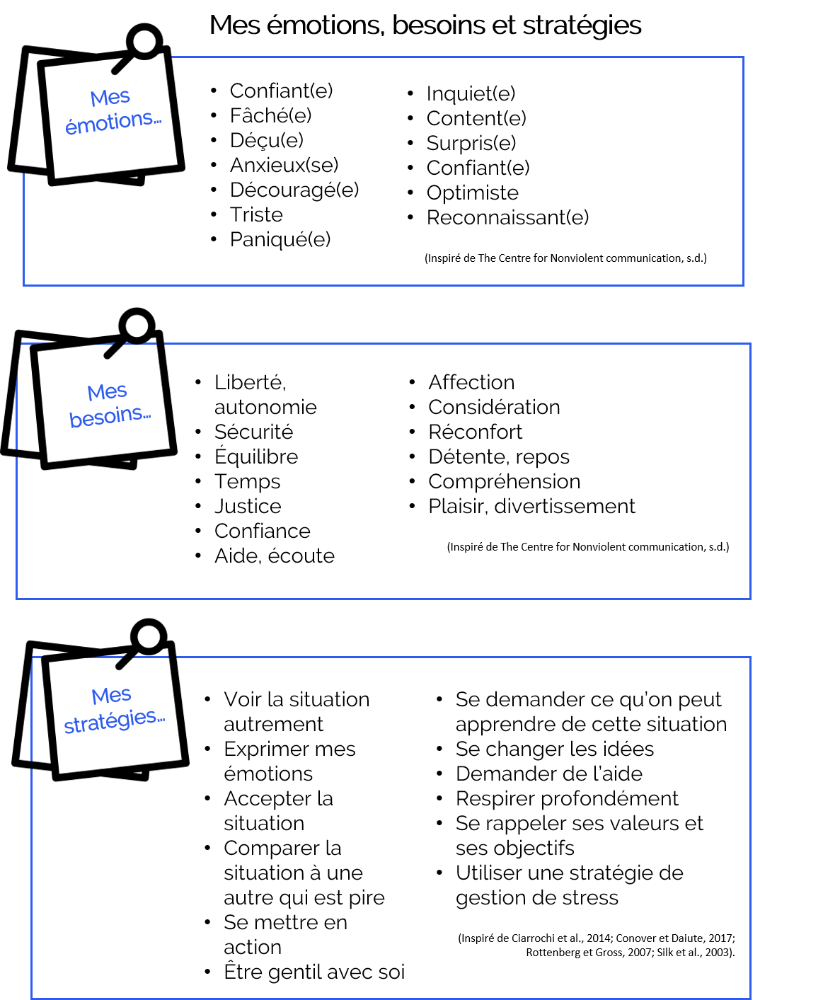 Mes émotions, besoins et stratégies
Mes
émotions...
• Confiant(e)
• Fâché(e)
• Déçu(e)
• Anxieux(se)
• Découragé(e)
• Triste
• Paniqué(e)
• Inquiet(e)
• Content(e)
• Surpris(e)
• Confiant(e)
• Optimiste
• Reconnaissant(e)
(Inspiré de The Centre for Nonviolent communication, s.d.)
Mes
besoins...
• Liberté,
autonomie
• Sécurité
• Équilibre
• Temps
• Justice
• Confiance
• Aide, écoute
• Affection
• Considération
• Réconfort
• Détente, repos
• Compréhension
• Plaisir, divertissement
(Inspiré de The Centre for Nonviolent communication, s.d.)
Mes
stratégies...
• Voir la situation
autrement
• Exprimer mes
émotions
• Accepter la
situation
• Comparer la
situation à une
autre qui est pire
• Se mettre en
action
• Être gentil avec soi
• Se demander ce qu’on peut
apprendre de cette situation
• Se changer les idées
• Demander de l’aide
• Respirer profondément
• Se rappeler ses valeurs et
ses objectifs
• Utiliser une stratégie de
gestion de stress
(Inspiré de Ciarrochi et al., 2014; Conover et Daiute, 2017;
Rottenberg et Gross, 2007; Silk et al., 2003).